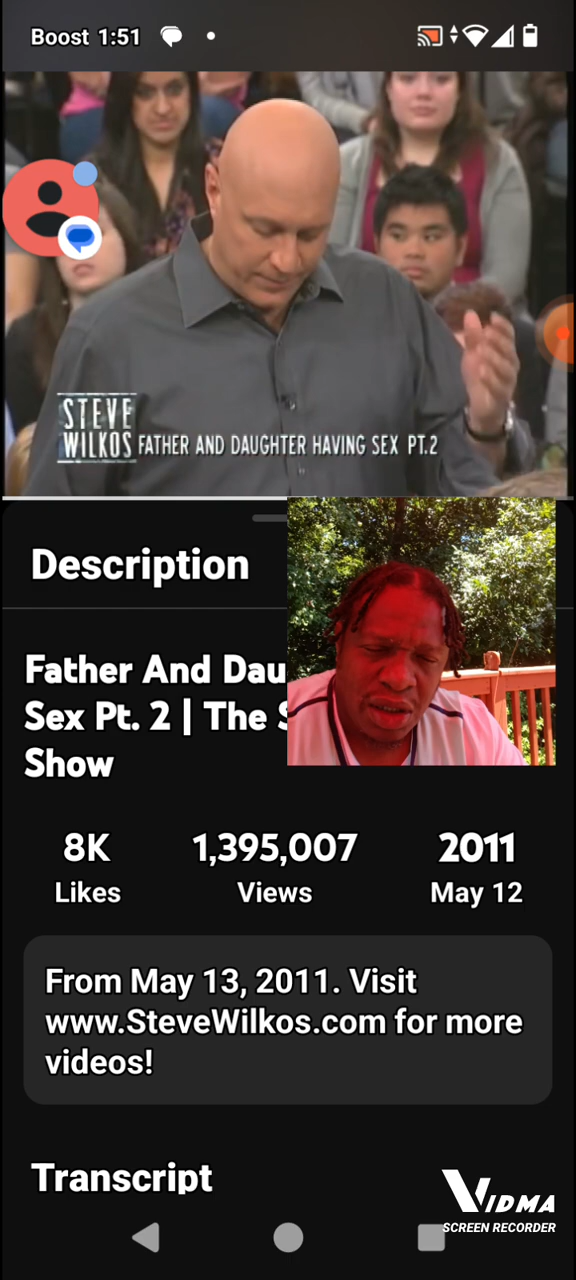 Boost 1:51
STEVE
WILKOS FATHER AND DAUGHTER HAVING SEX PT.2
Description
Father And Dau
Sex Pt. 2 | The S
Show
8K 1,395,007 2011
Likes Views May 12
From May 13, 2011. Visit
www.SteveWilkos.com for more
videos!
Transcript
VIDMA
SCREEN RECORDER